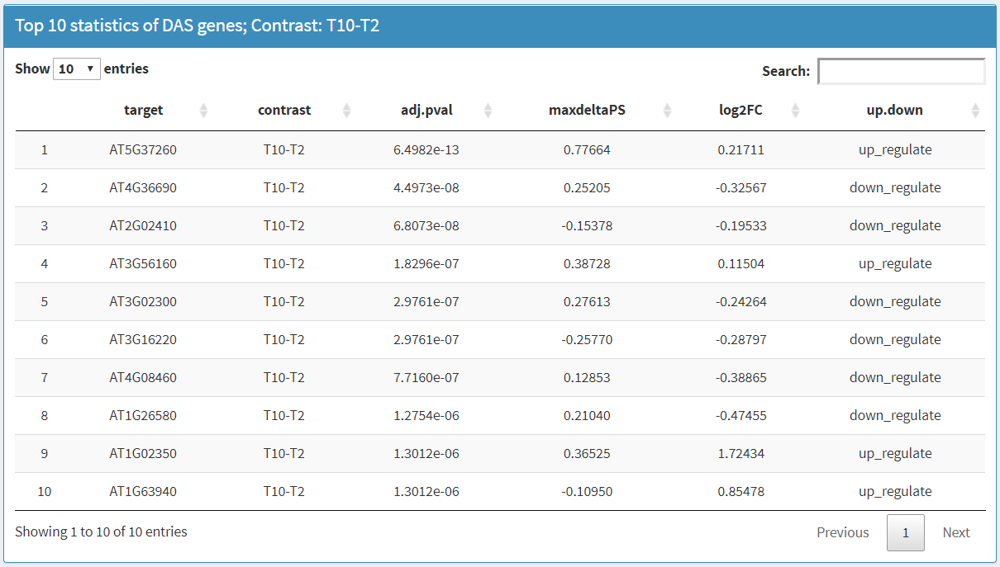 Top 10 statistics of DAS genes; Contrast: T10-T2
Show 10 entries Search:
target contrast adj.pval maxdeltaPS log2FC up.down
1 AT5G37260 T10-T2 6.4982e-13 0.77664 0.21711 up_regulate
2 AT4G36690 T10-T2 4.4973e-08 0.25205 -0.32567 down_regulate
3 AT2G02410 T10-T2 6.8073e-08 -0.15378 -0.19533 down_regulate
4 AT3G56160 T10-T2 1.8296e-07 0.38728 0.11504 up_regulate
5 AT3G02300 T10-T2 2.9761e-07 0.27613 -0.24264 down_regulate
6 AT3G16220 T10-T2 2.9761e-07 -0.25770 -0.28797 down_regulate
7 AT4G08460 T10-T2 7.7160e-07 0.12853 -0.38865 down_regulate
8 AT1G26580 T10-T2 1.2754e-06 0.21040 -0.47455 down_regulate
9 AT1G02350 T10-T2 1.3012e-06 0.36525 1.72434 up_regulate
10 AT1G63940 T10-T2 1.3012e-06 -0.10950 0.85478 up_regulate
Showing 1 to 10 of 10 entries Previous 1 Next